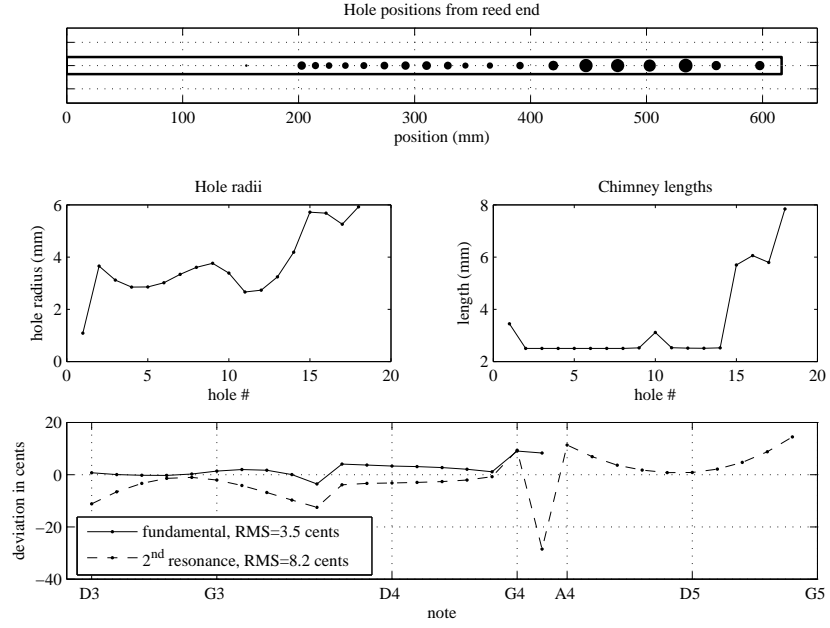 Hole positions from reed end
0 100 200 300 400 500 600
position (mm)
Hole radii
hole radius (mm)
6
4
2
0
0 5 10 15 20
hole #
Chimney lengths
length (mm)
8
6
4
2
0 5 10 15 20
hole #
deviation in cents
20
0
−20
−40
fundamental, RMS=3.5 cents
2nd resonance, RMS=8.2 cents
D3 G3 D4 G4 A4 D5 G5
note